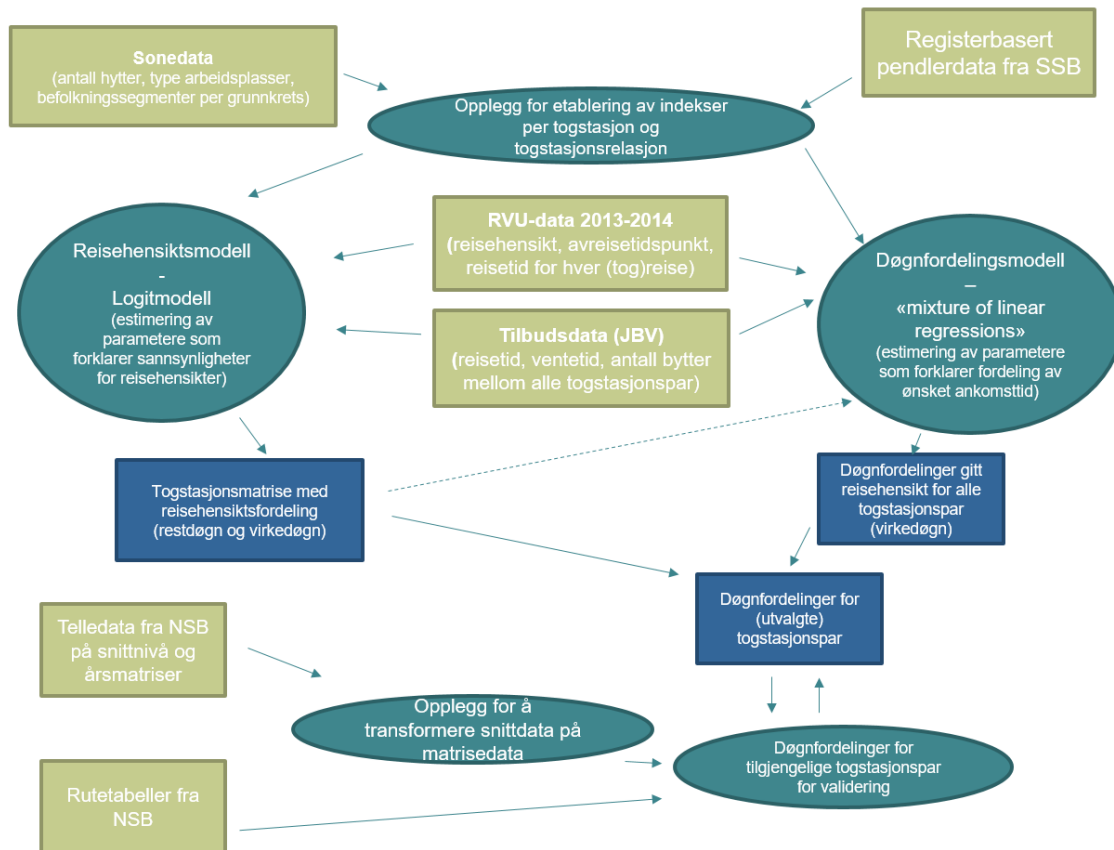 Sonedata
(antall hytter, type arbeidsplasser,
befolkningssegmenter per grunnkrets)
Registerbasert
pendlerdata fra SSB
Opplegg for etablering av indekser
per togstasjon og
togstasjonsrelasjon
RVU-data 2013-2014
(reisehensikt, avreisetidspunkt,
reisetid for hver (tog)reise)
Reisehensiktsmodell
-
Logitmodell
(estimering av
parametere som
forklarer sannsynligheter
for reisehensikter)
Døgnfordelingsmodell
–
«mixture of linear
regressions»
(estimering av parametere
som forklarer fordeling av
ønsket ankomsttid)
Tilbudsdata (JBV)
(reisetid, ventetid, antall bytter
mellom alle togstasjonspar)
Togstasjonsmatrise med
reisehensiktsfordeling
(restdøgn og virkedøgn)
Døgnfordelinger gitt
reisehensikt for alle
togstasjonspar
(virkedøgn)
Døgnfordelinger for
(utvalgte)
togstasjonspar
Telledata fra NSB
på snittnivå og
årsmatriser
Opplegg for å
transformere snittdata på
matrisedata
Døgnfordelinger for
tilgjengelige togstasjonspar
for validering
Rutetabeller fra
NSB